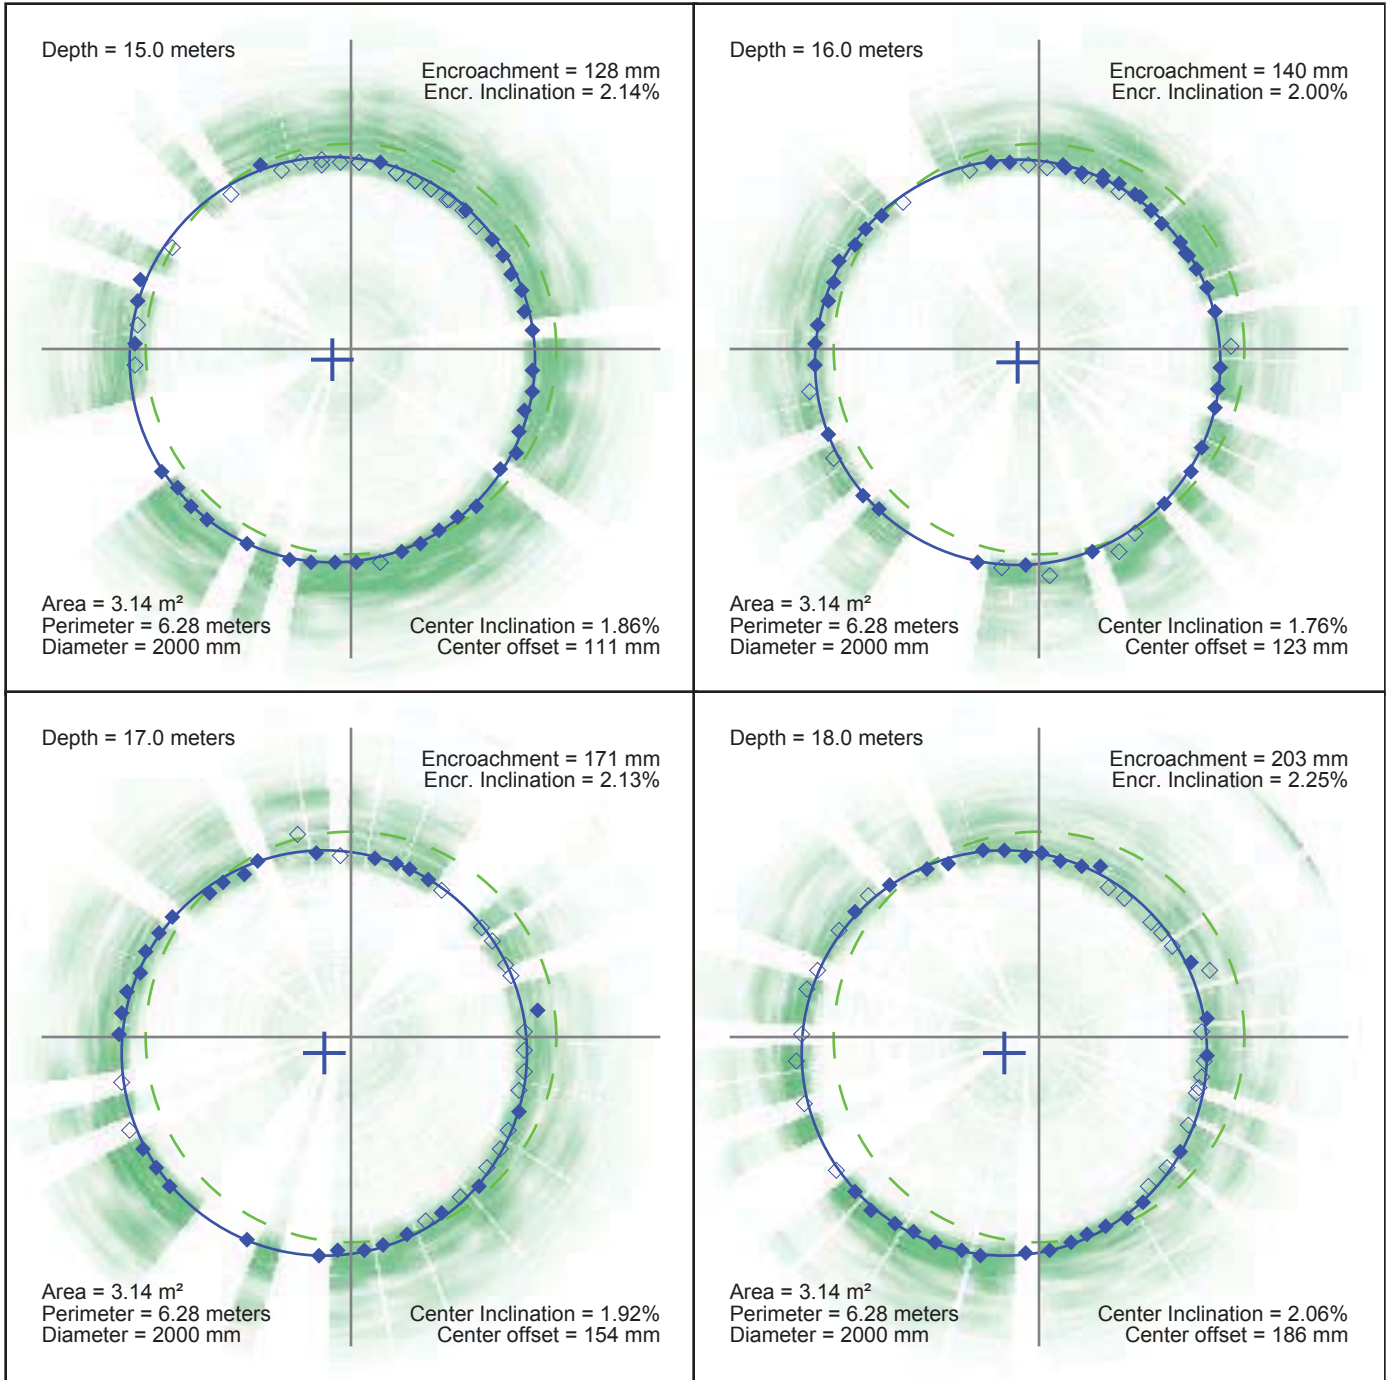 Depth = 15.0 meters
Encroachment = 128 mm
Encr. Inclination = 2.14%
Area = 3.14 m²
Perimeter = 6.28 meters
Diameter = 2000 mm
Center Inclination = 1.86%
Center offset = 111 mm
Depth = 16.0 meters
Encroachment = 140 mm
Encr. Inclination = 2.00%
Area = 3.14 m²
Perimeter = 6.28 meters
Diameter = 2000 mm
Center Inclination = 1.76%
Center offset = 123 mm
Depth = 17.0 meters
Encroachment = 171 mm
Encr. Inclination = 2.13%
Area = 3.14 m²
Perimeter = 6.28 meters
Diameter = 2000 mm
Center Inclination = 1.92%
Center offset = 154 mm
Depth = 18.0 meters
Encroachment = 203 mm
Encr. Inclination = 2.25%
Area = 3.14 m²
Perimeter = 6.28 meters
Diameter = 2000 mm
Center Inclination = 2.06%
Center offset = 186 mm